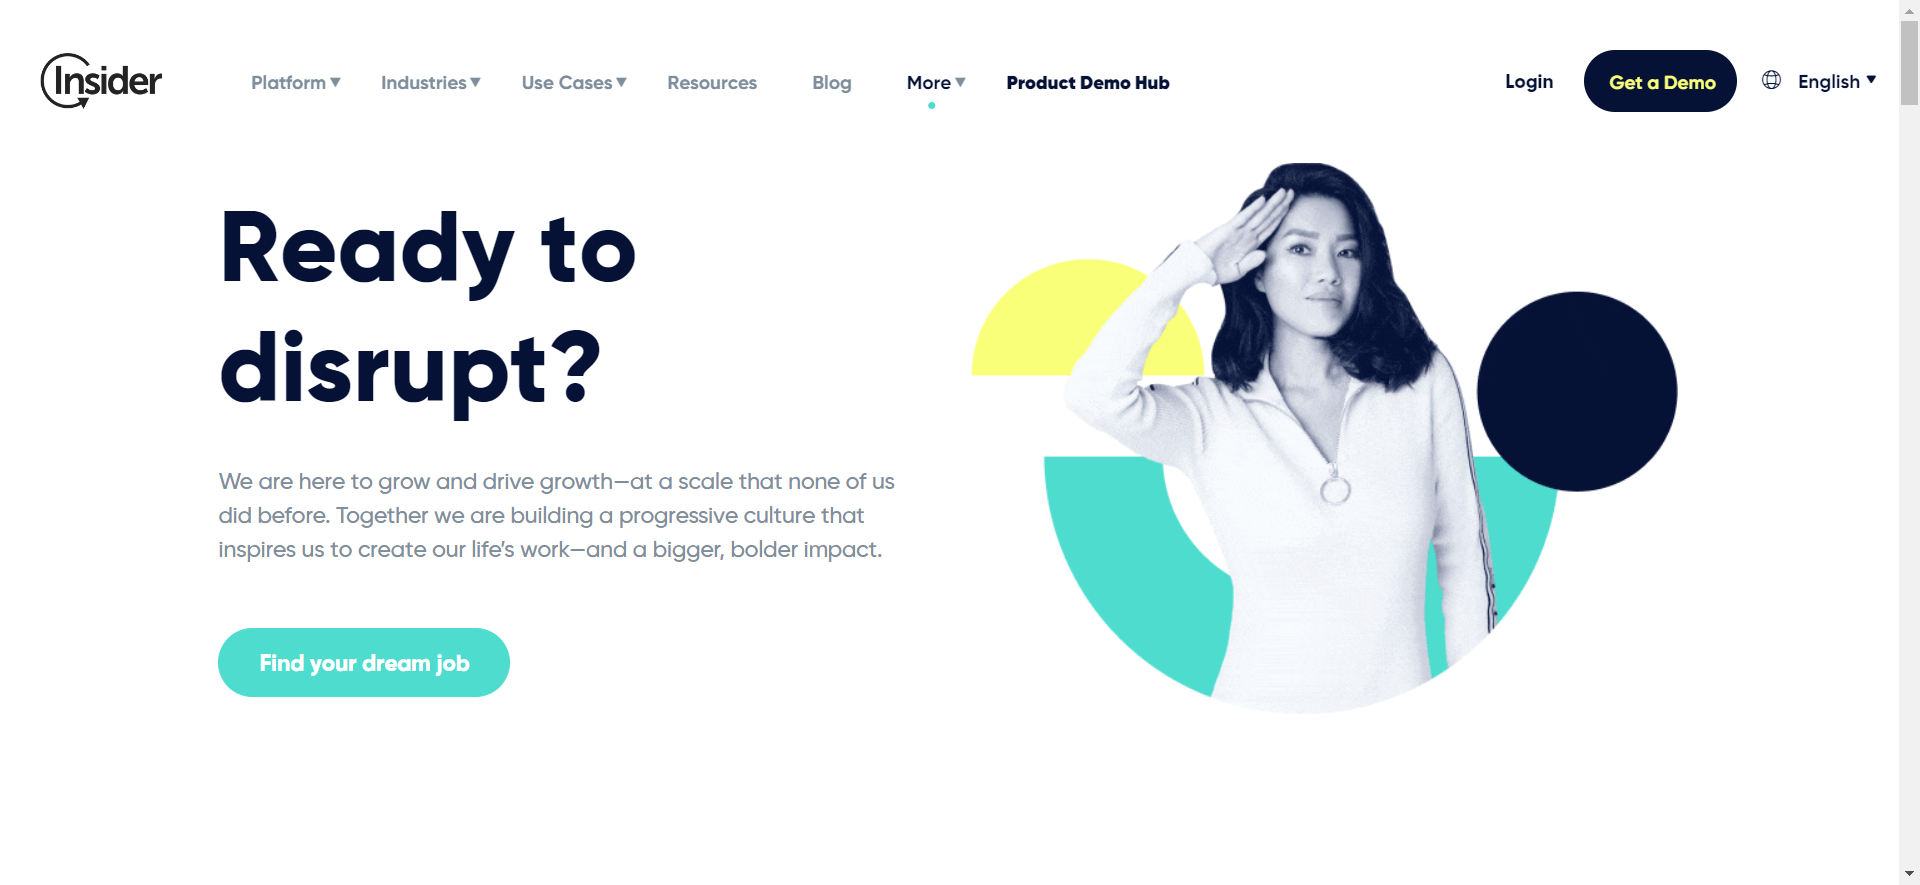 Insider
Platform Industries Use Cases Resources Blog More Product Demo Hub Login Get a Demo English
Ready to
disrupt?
We are here to grow and drive growth—at a scale that none of us
did before. Together we are building a progressive culture that
inspires us to create our life's work—and a bigger, bolder impact.
Find your dream job